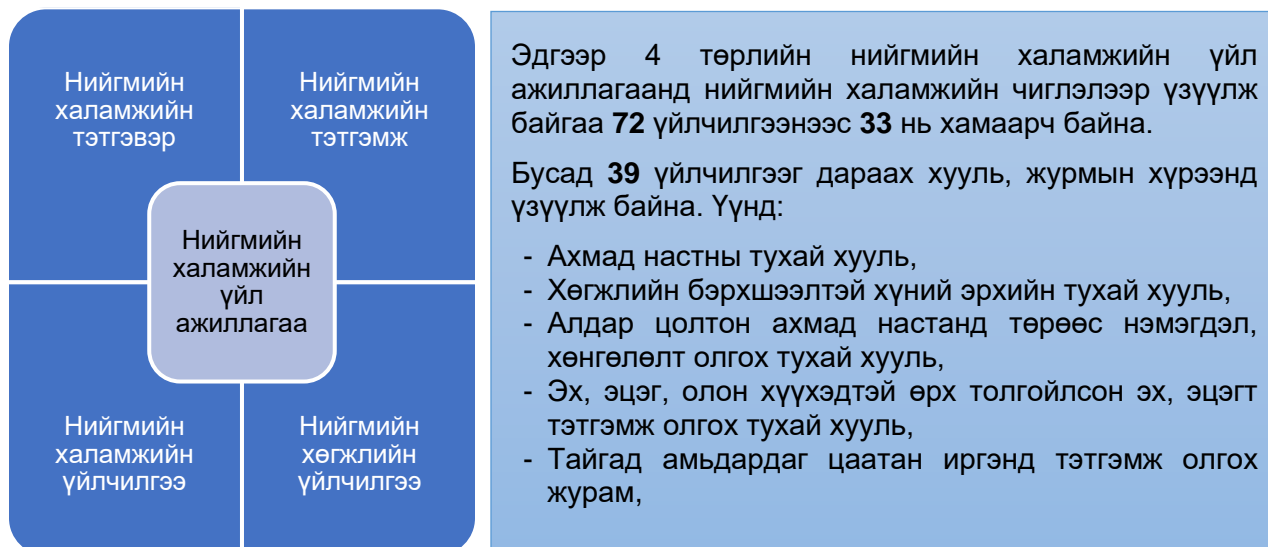 Нийгмийн
халамжийн
тэтгэвэр
Нийгмийн
халамжийн
тэтгэмж
Нийгмийн
халамжийн
үйл
ажиллагаа
Нийгмийн
халамжийн
үйлчилгээ
Нийгмийн
хөгжлийн
үйлчилгээ
Эдгээр 4 төрлийн нийгмийн халамжийн үйл
ажиллагаанд нийгмийн халамжийн чиглэлээр үзүүлж
байгаа 72 үйлчилгээнээс 33 нь хамаарч байна.
Бусад 39 үйлчилгээг дараах хууль, журмын хүрээнд
үзүүлж байна. Үүнд:
- Ахмад настны тухай хууль,
- Хөгжлийн бэрхшээлтэй хүний эрхийн тухай хууль,
- Алдар цолтон ахмад настанд төрөөс нэмэгдэл,
хөнгөлөлт олгох тухай хууль,
- Эх, эцэг, олон хүүхэдтэй өрх толгойлсон эх, эцэгт
тэтгэмж олгох тухай хууль,
- Тайгад амьдардаг цаатан иргэнд тэтгэмж олгох
журам,